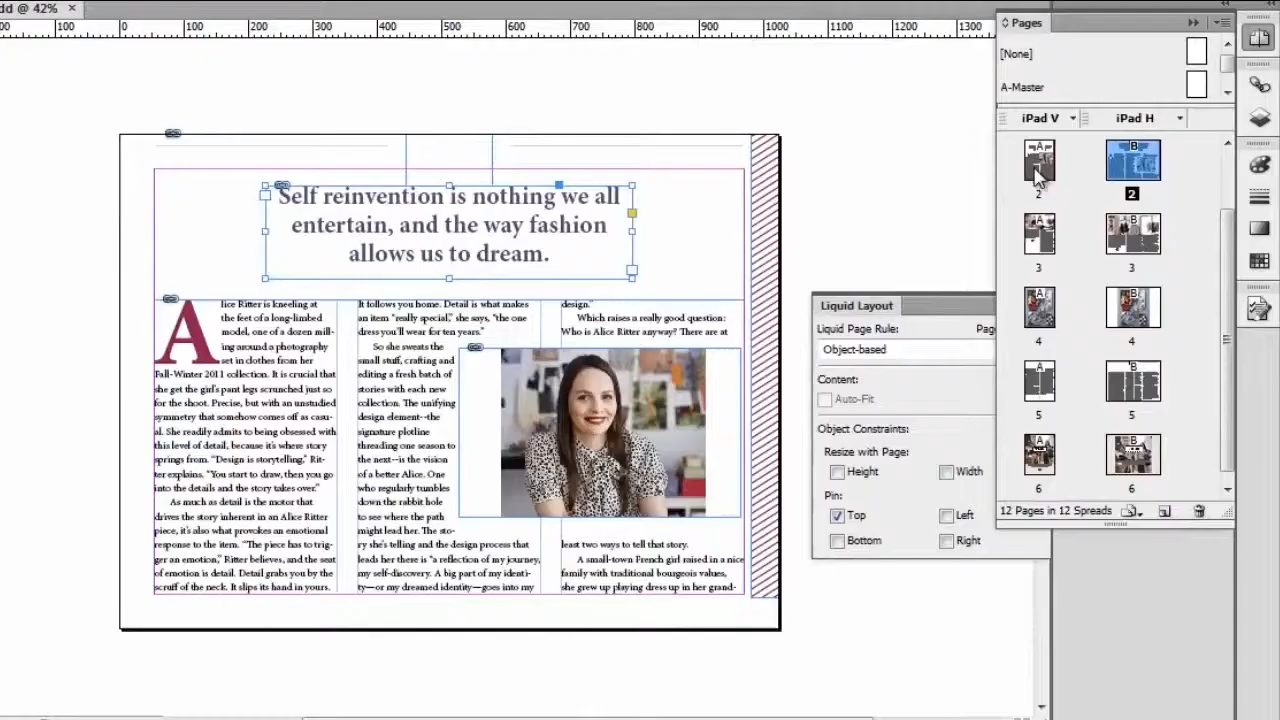 dd @ 42% ×
00 100 0 100 200 300 400 500 600 700 800 900 1000 1100 1300
Self reinvention is nothing we all
entertain, and the way fashion
allows us to dream.
Alice Ritter is kneeling at
the feet of a long-limbed
model, one of a dozen mill-
ing around a photography
set in clothes from her
Fall-Winter 2011 collection. It is crucial that
she get the girl's pant legs scrunched just so
for the shoot. Precise, but with an unstudied
symmetry that somehow comes off as casu-
al. She readily admits to being obsessed with
this level of detail, because it's where story
springs from. "Design is storytelling," Rit-
ter explains. "You start to draw, then you go
into the details and the story takes over."
As much as detail is the motor that
drives the story inherent in an Alice Ritter
piece, it's also what provokes an emotional
response to the item. "The piece has to trig-
ger an emotion," Ritter believes, and the seat
of emotion is detail. Detail grabs you by the
scruff of the neck. It slips its hand in yours.
It follows you home. Detail is what makes
an item "really special," she says, "the one
dress you'll wear for ten years."
So she sweats the
small stuff, crafting and
editing a fresh batch of
stories with each new
collection. The unifying
design element--the
signature plotline
threading one season to
the next--is the vision
of a better Alice. One
who regularly tumbles
down the rabbit hole
to see where the path
might lead her. The sto-
ry she's telling and the design process that
leads her there is "a reflection of my journey,
my self-discovery. A big part of my identi-
ty—or my dreamed identity—goes into my
design."
Which raises a really good question:
Who is Alice Ritter anyway? There are at
least two ways to tell that story.
A small-town French girl raised in a nice
family with traditional bourgeois values,
she grew up playing dress up in her grand-
Liquid Layout
Liquid Page Rule: Page
Object-based
Content:
Auto-Fit
Object Constraints:
Resize with Page:
Height Width
Pin:
Top Left
Bottom Right
Pages
[None]
A-Master
iPad V iPad H
A B
2 2
A B
3 3
A B
4 4
A B
5 5
A B
6 6
12 Pages in 12 Spreads